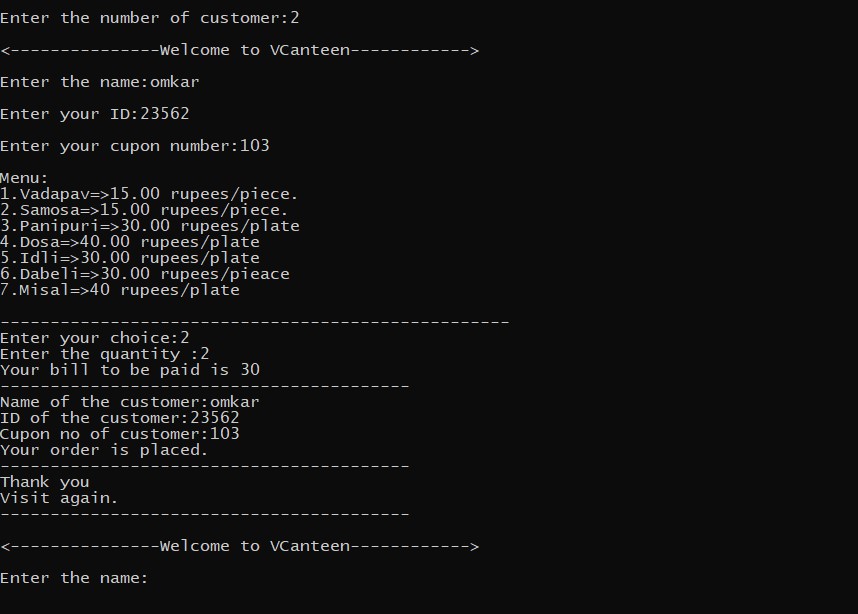 Enter the number of customer:2
<---------------Welcome to VCanteen------------>
Enter the name:omkar
Enter your ID:23562
Enter your cupon number:103
Menu:
1.Vadapav=>15.00 rupees/piece.
2.Samosa=>15.00 rupees/piece.
3.Panipuri=>30.00 rupees/plate
4.Dosa=>40.00 rupees/plate
5.Idli=>30.00 rupees/plate
6.Dabeli=>30.00 rupees/pieace
7.Misal=>40 rupees/plate
---------------------------------------------------
Enter your choice:2
Enter the quantity :2
Your bill to be paid is 30
-----------------------------------------
Name of the customer:omkar
ID of the customer:23562
Cupon no of customer:103
Your order is placed.
-----------------------------------------
Thank you
Visit again.
-----------------------------------------
<---------------Welcome to VCanteen------------>
Enter the name: